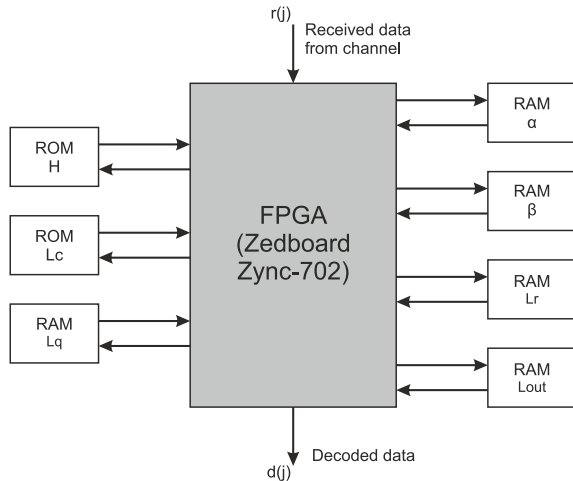 r(j)
Received data
from channel
ROM
H
ROM
Lc
RAM
Lq
FPGA
(Zedboard
Zync-702)
RAM
α
RAM
β
RAM
Lr
RAM
Lout
Decoded data
d(j)